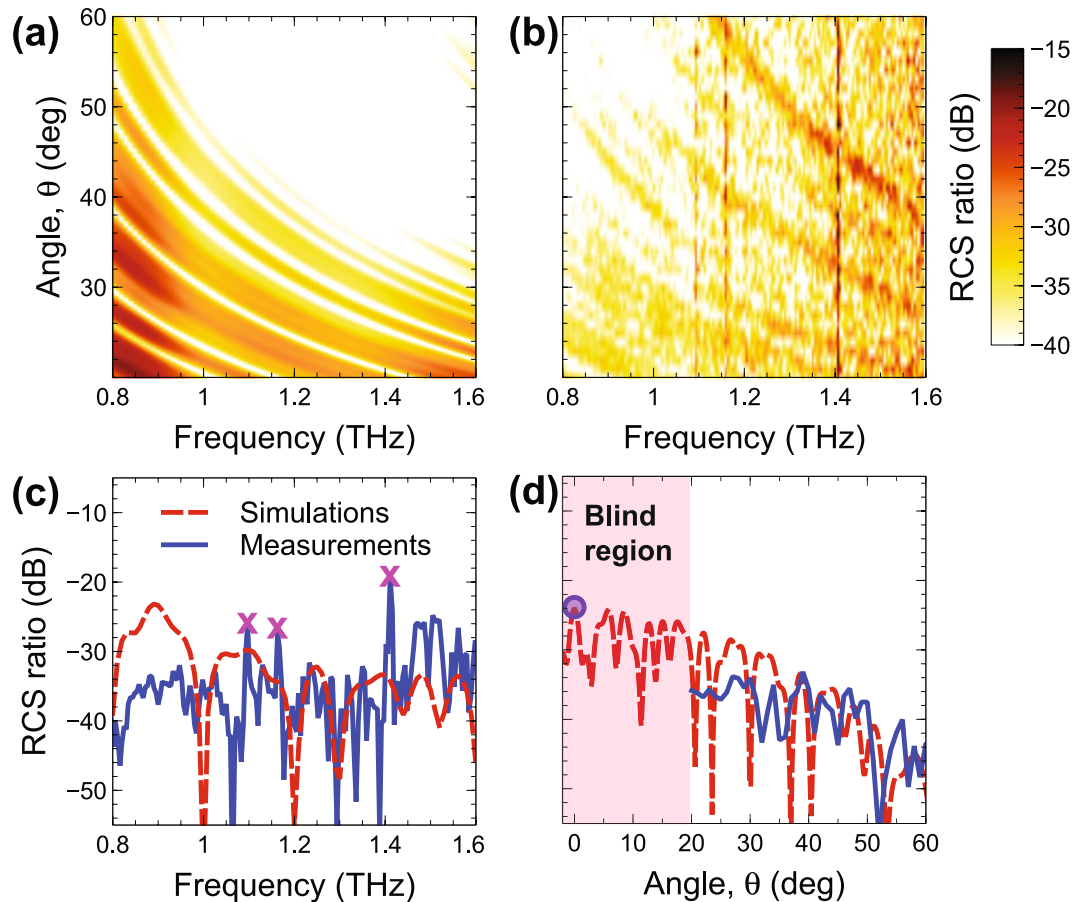 (a)
60
50
40
30
Angle, θ (deg)
0.8 1 1.2 1.4 1.6
Frequency (THz)
(b)
0.8 1 1.2 1.4 1.6
Frequency (THz)
−15
−20
−25
−30
−35
−40
RCS ratio (dB)
(c)
Simulations
Measurements
−10
−20
−30
−40
−50
RCS ratio (dB)
0.8 1 1.2 1.4 1.6
Frequency (THz)
(d)
Blind
region
0 10 20 30 40 50 60
Angle, θ (deg)